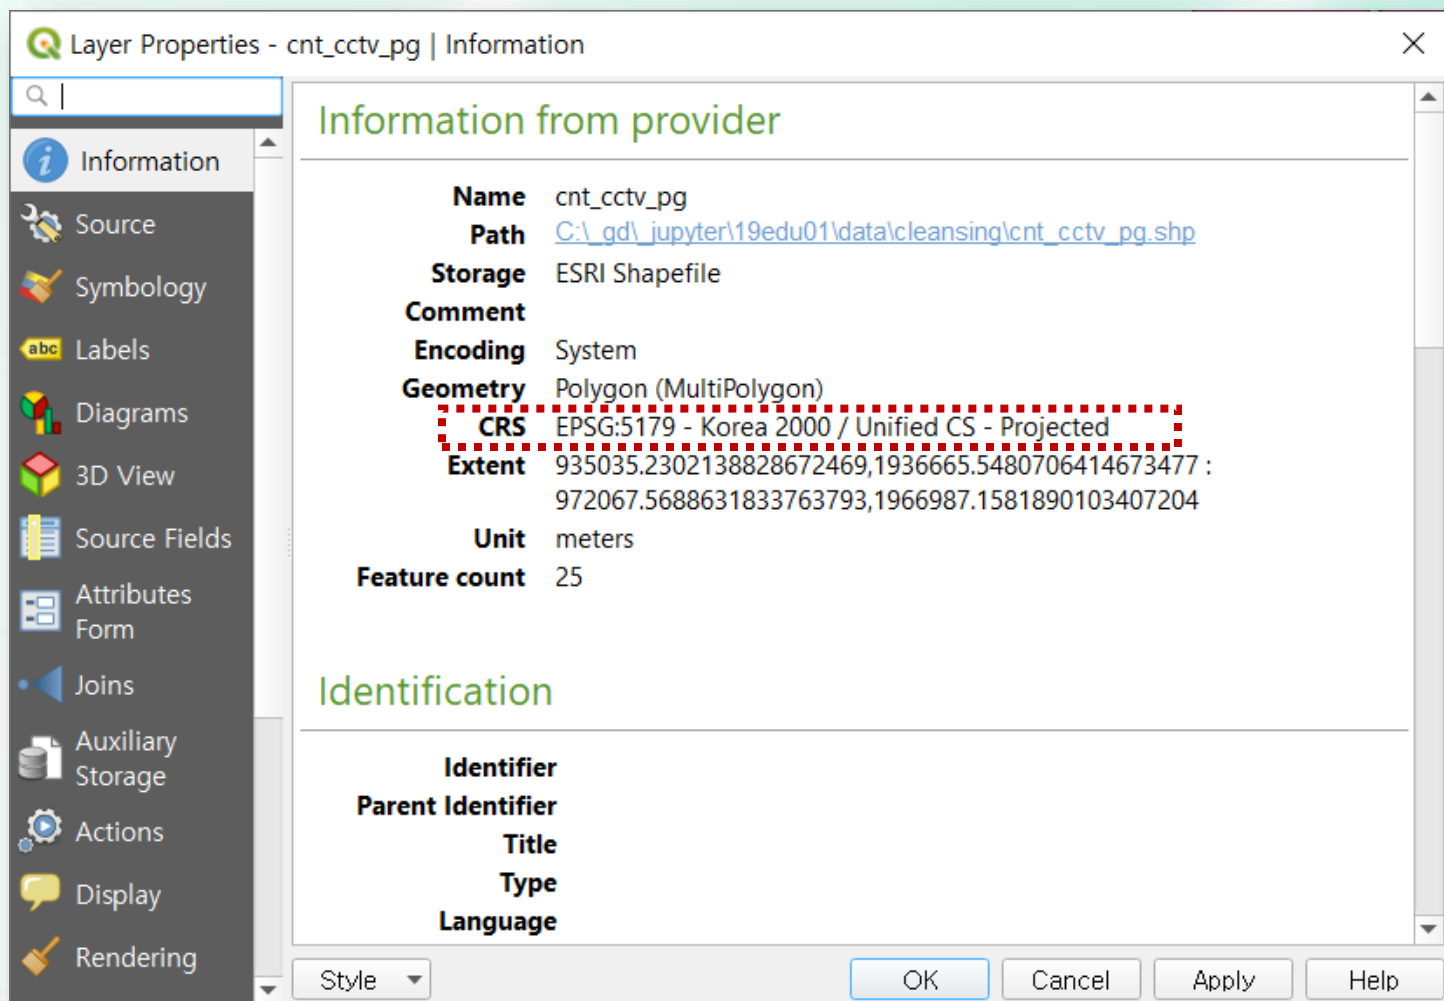 Layer Properties - cnt_cctv_pg | Information
Information
Source
Symbology
abc Labels
Diagrams
3D View
Source Fields
Attributes
Form
Joins
Auxiliary
Storage
Actions
Display
Rendering
Information from provider
Name cnt_cctv_pg
Path C:\_gd\_jupyter\19edu01\data\cleansing\cnt_cctv_pg.shp
Storage ESRI Shapefile
Comment
Encoding System
Geometry Polygon (MultiPolygon)
CRS EPSG:5179 - Korea 2000 / Unified CS - Projected
Extent 935035.2302138828672469,1936665.5480706414673477 :
972067.5688631833763793,1966987.1581890103407204
Unit meters
Feature count 25
Identification
Identifier
Parent Identifier
Title
Type
Language
Style OK Cancel Apply Help